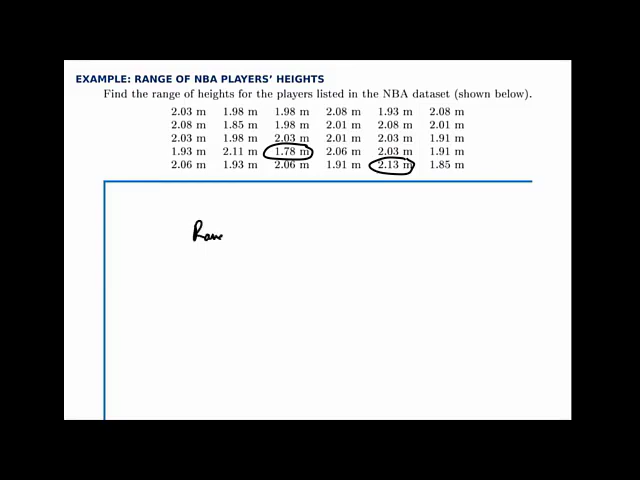 EXAMPLE: RANGE OF NBA PLAYERS' HEIGHTS
Find the range of heights for the players listed in the NBA dataset (shown below).
2.03 m 1.98 m 1.98 m 2.08 m 1.93 m 2.08 m
2.08 m 1.85 m 1.98 m 2.01 m 2.08 m 2.01 m
2.03 m 1.98 m 2.03 m 2.01 m 2.03 m 1.91 m
1.93 m 2.11 m 1.78 m 2.06 m 2.03 m 1.91 m
2.06 m 1.93 m 2.06 m 1.91 m 2.13 m 1.85 m